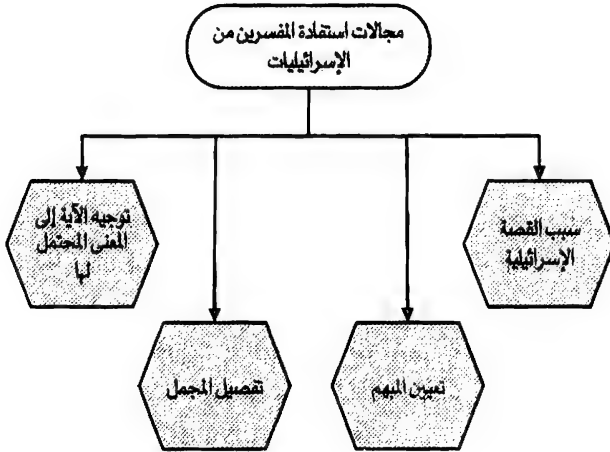 مجالات استفادة المفسرين من
الإسرائيليات
سبب القصة
الإسرائيلية
تعيين المبهم
تفصيل المجمل
توجيه الآية إلى
المعنى المحتمل
لها